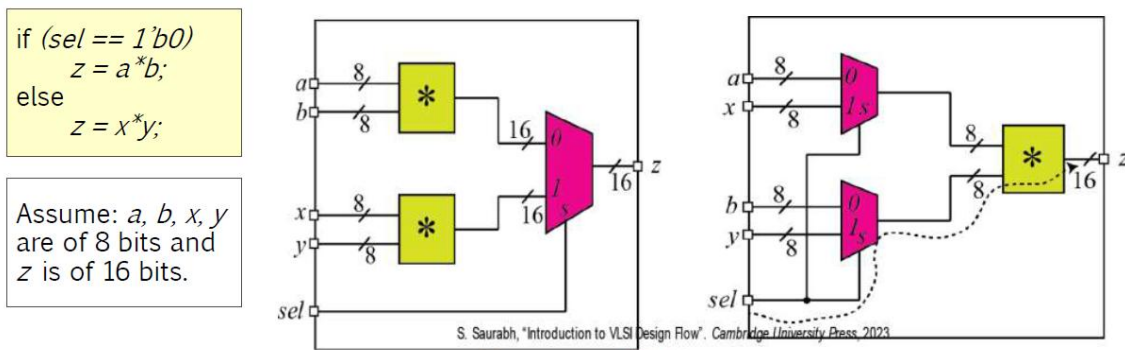 if (sel == 1’b0)
z = a*b;
else
z = x*y;
Assume: a, b, x, y
are of 8 bits and
z is of 16 bits.
a
8
b
8
*
16
0
x
8
y
8
*
16
1
s
16
z
sel
a
8
0
x
8
1s
8
b
8
0
y
8
1s
8
*
16
z
sel
S. Saurabh, “Introduction to VLSI Design Flow”. Cambridge University Press, 2023